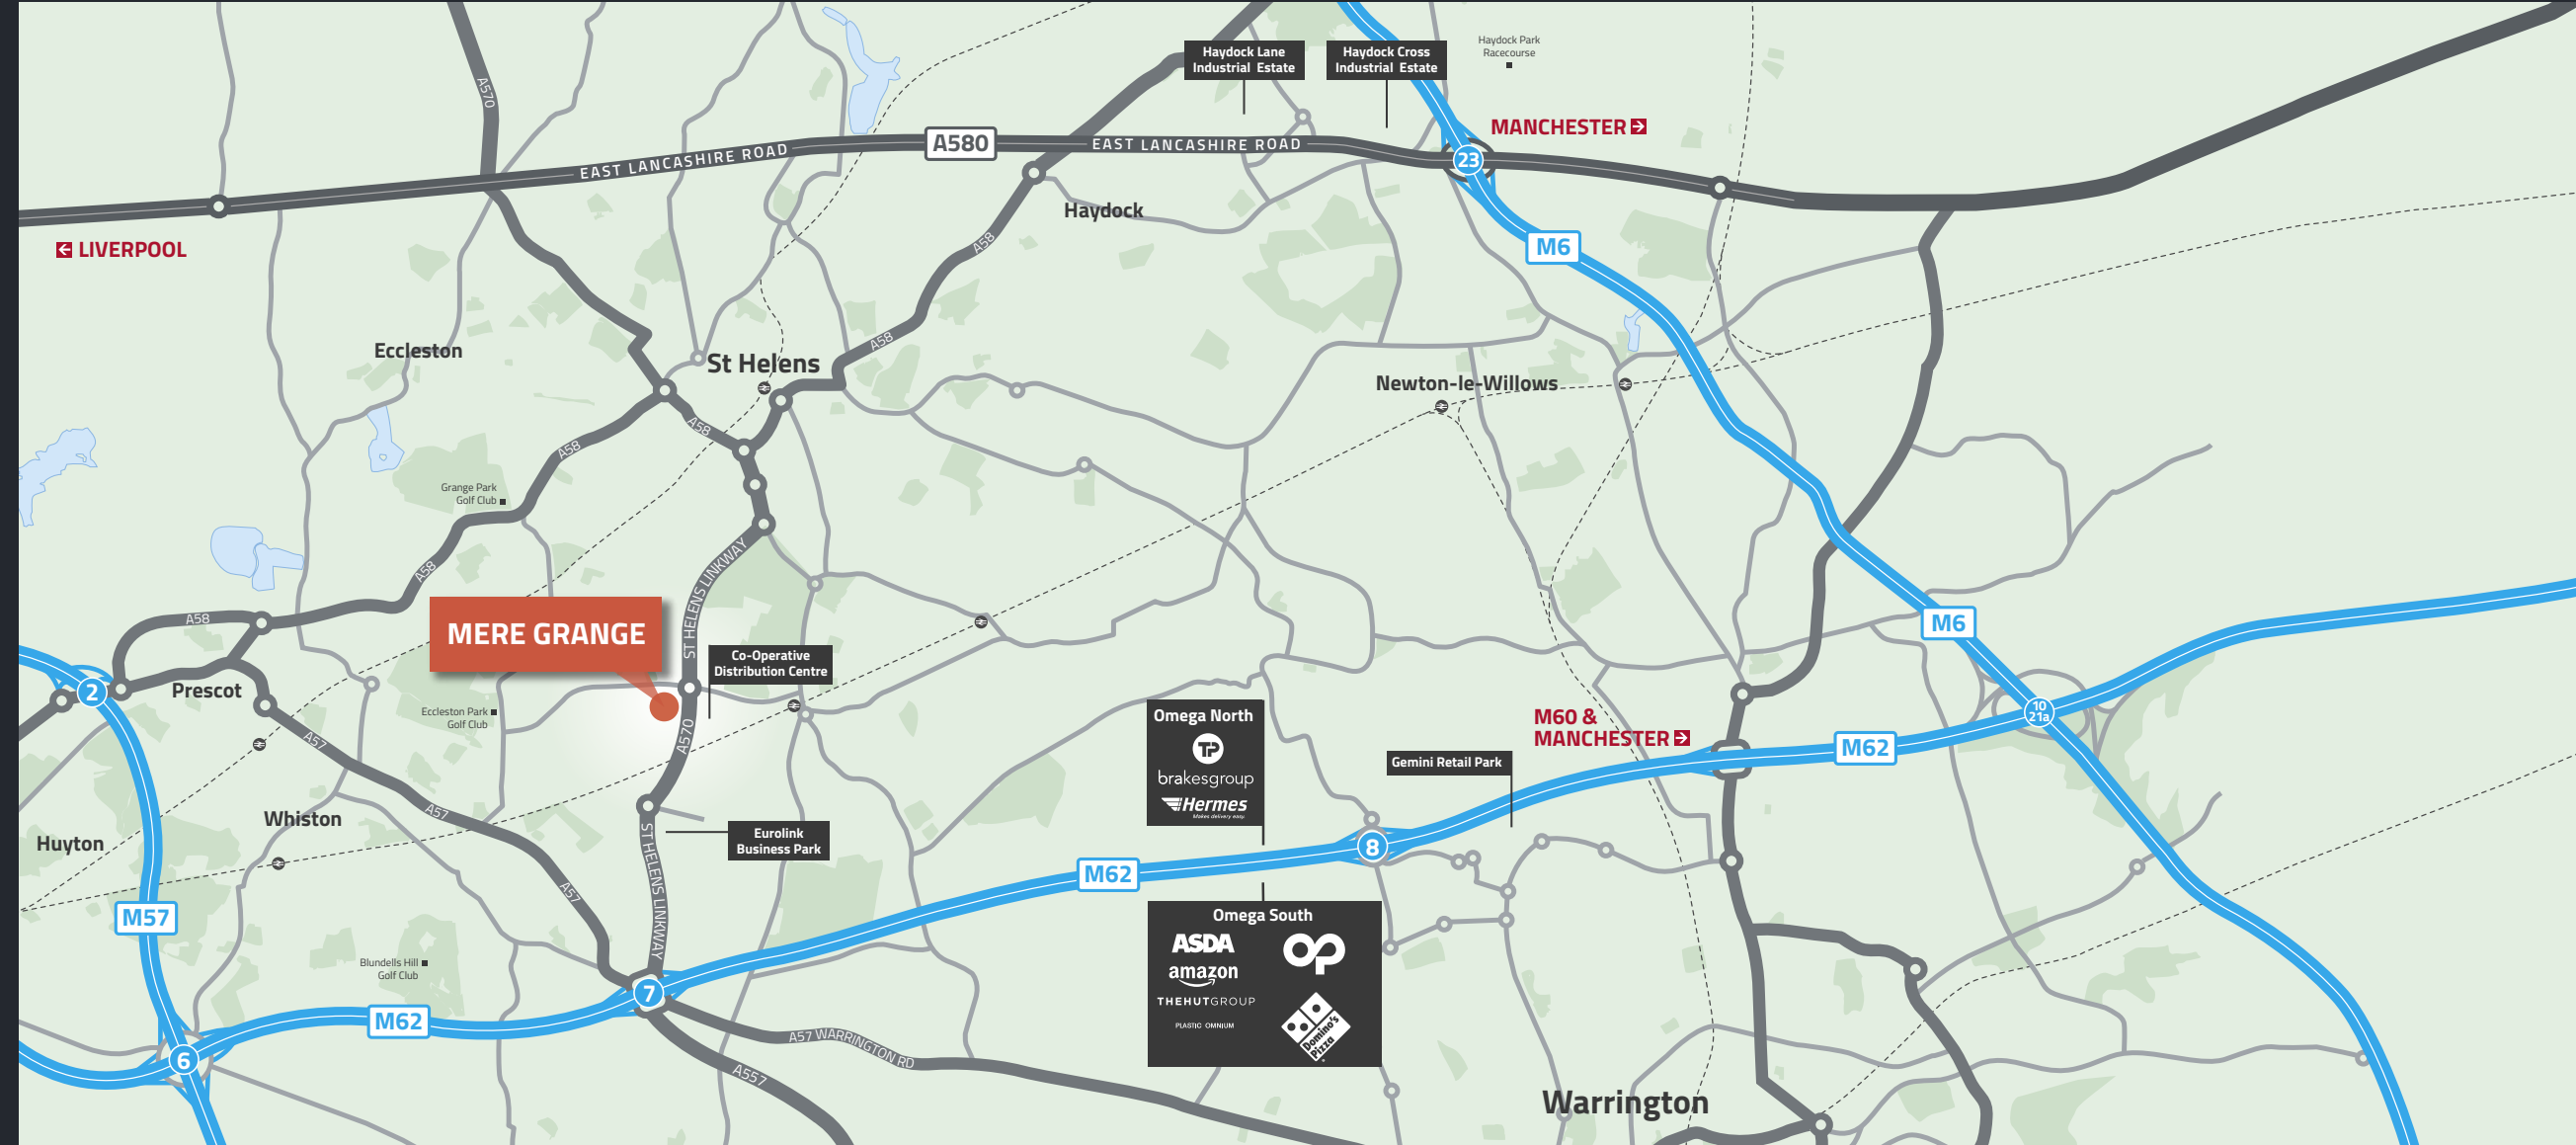 Haydock Lane
Industrial Estate
Haydock Cross
Industrial Estate
Haydock Park
Racecourse
A570
MANCHESTER
A580
EAST LANCASHIRE ROAD
EAST LANCASHIRE ROAD
23
Haydock
LIVERPOOL
A58
M6
Eccleston
A58
St Helens
Newton-le-Willows
A58
A58
Grange Park
Golf Club
A58
ST HELENS LINKWAY
A58
MERE GRANGE
M6
Co-Operative
Distribution Centre
2
Prescot
Eccleston Park
Golf Club
A570
A57
Omega North
TP
brakesgroup
Hermes
Makes delivery easy.
M60 &
MANCHESTER
10
21a
M62
Gemini Retail Park
Whiston
A57
Huyton
Eurolink
Business Park
8
M62
A57
ST HELENS LINKWAY
M57
Omega South
ASDA
op
amazon
THEHUTGROUP
PLASTIC OMNIUM
Domino's
Pizza
Blundells Hill
Golf Club
7
M62
A57 WARRINGTON RD
6
A557
Warrington